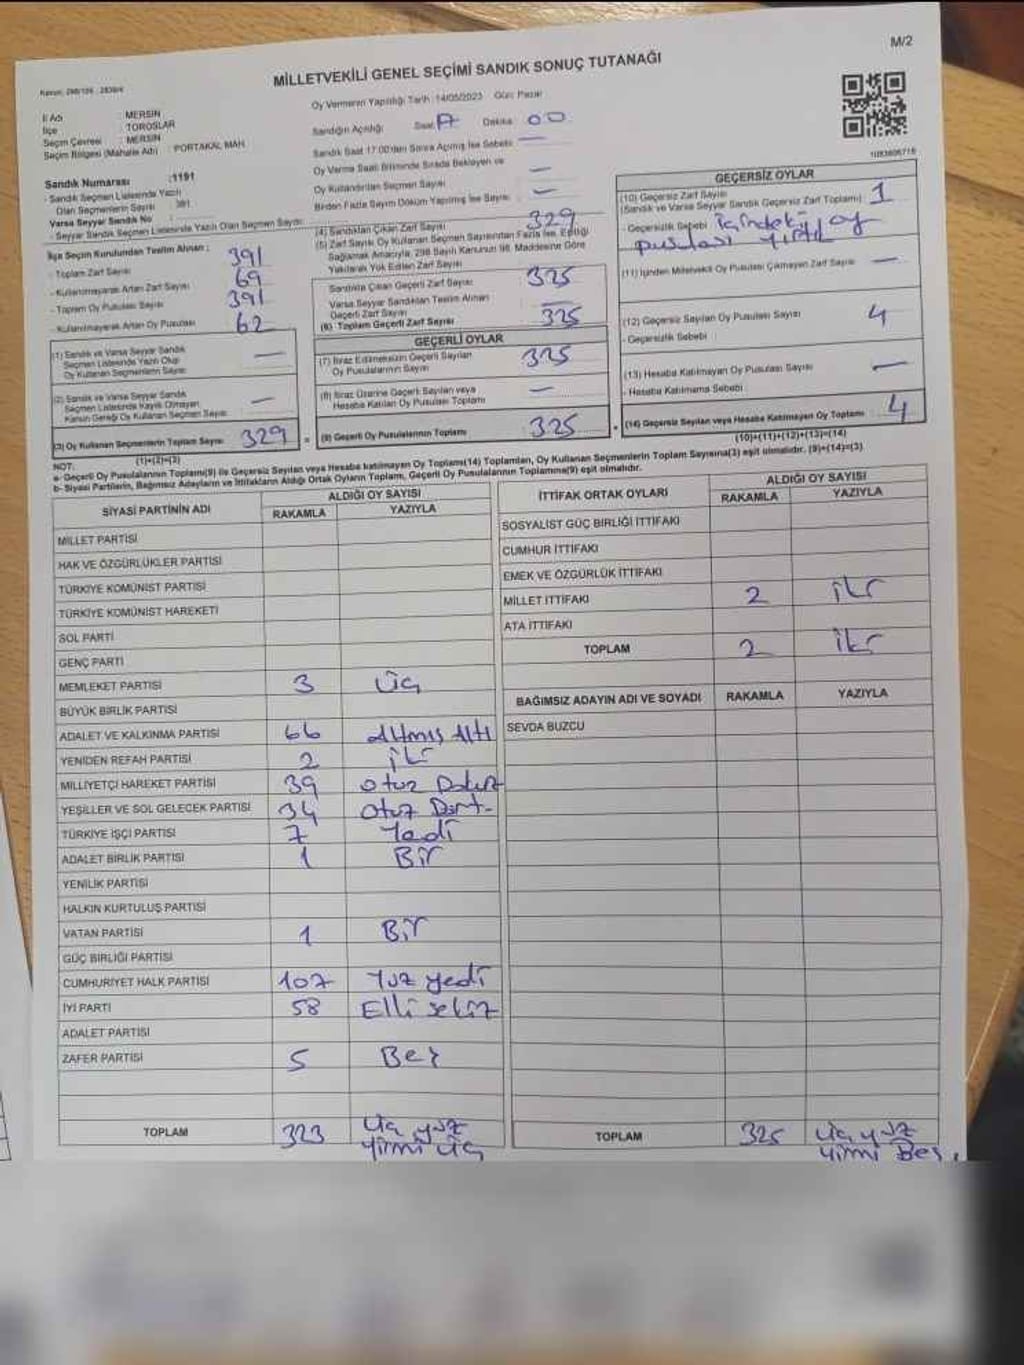 M/2
MİLLETVEKİLİ GENEL SEÇİMİ SANDIK SONUÇ TUTANAĞI
Oy Vermenin Yapıldığı Tarih :14/05/2023 Gün: Pazar
İl Adı : MERSİN
İlçe : TOROSLAR
Seçim Çevresi : MERSİN
Seçim Bölgesi (Mahalle Adı) : PORTAKAL MAH
Sandığın Açıldığı Saat: 17 Dakika: 00
Sandık Saat 17:00'den Sonra Açılmış İse Sebebi: —
Oy Verme Saati Bitiminde Sırada Bekleyen ve
Oy Kullandırılan Seçmen Sayısı —
Birden Fazla Sayım Döküm Yapılmış İse Sayısı: —
Sandık Numarası :1191
- Sandık Seçmen Listesinde Yazılı
Olan Seçmenlerin Sayısı : 391
Varsa Seyyar Sandık No :
- Seyyar Sandık Seçmen Listesinde Yazılı Olan Seçmen Sayısı
İlçe Seçim Kurulundan Teslim Alınan :
- Toplam Zarf Sayısı 391
- Kullanılmayarak Artan Zarf Sayısı 69
- Toplam Oy Pusulası Sayısı 391
- Kullanılmayarak Artan Oy Pusulası 62
(1) Sandık ve Varsa Seyyar Sandık
Seçmen Listesinde Yazılı Olup
Oy Kullanan Seçmenlerin Sayısı —
(2) Sandık ve Varsa Seyyar Sandık
Seçmen Listesinde Kayıtlı Olmayan
Kanun Gereği Oy Kullanan Seçmen Sayısı —
(3) Oy Kullanan Seçmenlerin Toplam Sayısı 329
(1)+(2)=(3)
(4) Sandıktan Çıkan Zarf Sayısı 329
(5) Zarf Sayısı Oy Kullanan Seçmen Sayısından Fazla İse, Eşitliği
Sağlamak Amacıyla, 298 Sayılı Kanunun 98. Maddesine Göre
Yakılarak Yok Edilen Zarf Sayısı
Sandıkta Çıkan Geçerli Zarf Sayısı 325
Varsa Seyyar Sandıktan Teslim Alınan
Geçerli Zarf Sayısı —
(6) Toplam Geçerli Zarf Sayısı 325
GEÇERLİ OYLAR
(7) İtiraz Edilmeksizin Geçerli Sayılan
Oy Pusulalarının Sayısı 325
(8) İtiraz Üzerine Geçerli Sayılan veya
Hesaba Katılan Oy Pusulası Toplamı —
(9) Geçerli Oy Pusulalarının Toplamı 325
1083806716
GEÇERSİZ OYLAR
(10) Geçersiz Zarf Sayısı
(Sandık ve Varsa Seyyar Sandık Geçersiz Zarf Toplamı) 1
- Geçersizlik Sebebi içindeki oy
pusulası yırtıl
(11) İçinden Milletvekili Oy Pusulası Çıkmayan Zarf Sayısı —
(12) Geçersiz Sayılan Oy Pusulası Sayısı 4
- Geçersizlik Sebebi
(13) Hesaba Katılmayan Oy Pusulası Sayısı —
- Hesaba Katılmama Sebebi
(14) Geçersiz Sayılan veya Hesaba Katılmayan Oy Toplamı 4
(10)+(11)+(12)+(13)=(14)
NOT:
a- Geçerli Oy Pusulalarının Toplamı(9) ile Geçersiz Sayılan veya Hesaba katılmayan Oy Toplamı(14) Toplamları, Oy Kullanan Seçmenlerin Toplam Sayısına(3) eşit olmalıdır. (9)+(14)=(3)
b- Siyasi Partilerin, Bağımsız Adayların ve İttifakların Aldığı Ortak Oyların Toplamı, Geçerli Oy Pusulalarının Toplamına(9) eşit olmalıdır.
SİYASİ PARTİNİN ADI ALDIĞI OY SAYISI
RAKAMLA YAZIYLA
MİLLET PARTİSİ
HAK VE ÖZGÜRLÜKLER PARTİSİ
TÜRKİYE KOMÜNİST PARTİSİ
TÜRKİYE KOMÜNİST HAREKETİ
SOL PARTİ
GENÇ PARTİ
MEMLEKET PARTİSİ 3 Üç
BÜYÜK BİRLİK PARTİSİ
ADALET VE KALKINMA PARTİSİ 66 Altmış Altı
YENİDEN REFAH PARTİSİ 2 iki
MİLLİYETÇİ HAREKET PARTİSİ 39 otuz Dokuz
YEŞİLLER VE SOL GELECEK PARTİSİ 34 otuz Dört
TÜRKİYE İŞÇİ PARTİSİ 7 Yedi
ADALET BİRLİK PARTİSİ 1 Bir
YENİLİK PARTİSİ
HALKIN KURTULUŞ PARTİSİ
VATAN PARTİSİ 1 Bir
GÜÇ BİRLİĞİ PARTİSİ
CUMHURİYET HALK PARTİSİ 107 Yüz yedi
İYİ PARTİ 58 Elli sekiz
ADALET PARTİSİ
ZAFER PARTİSİ 5 Beş
TOPLAM 323 Üç yüz
yirmi üç
İTTİFAK ORTAK OYLARI ALDIĞI OY SAYISI
RAKAMLA YAZIYLA
SOSYALİST GÜÇ BİRLİĞİ İTTİFAKI
CUMHUR İTTİFAKI
EMEK VE ÖZGÜRLÜK İTTİFAKI
MİLLET İTTİFAKI 2 iki
ATA İTTİFAKI
TOPLAM 2 iki
BAĞIMSIZ ADAYIN ADI VE SOYADI RAKAMLA YAZIYLA
SEVDA BUZCU
TOPLAM 325 üç yüz
yirmi Beş